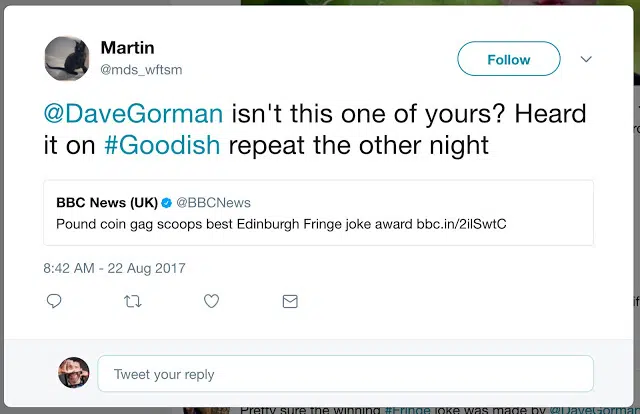 Martin
@mds_wftsm
Follow
@DaveGorman isn't this one of yours? Heard
it on #Goodish repeat the other night
BBC News (UK) @BBCNews
Pound coin gag scoops best Edinburgh Fringe joke award bbc.in/2ilSwtC
8:42 AM - 22 Aug 2017
Tweet your reply
Pretty sure the winning #Fringe joke was made by @DaveGorman